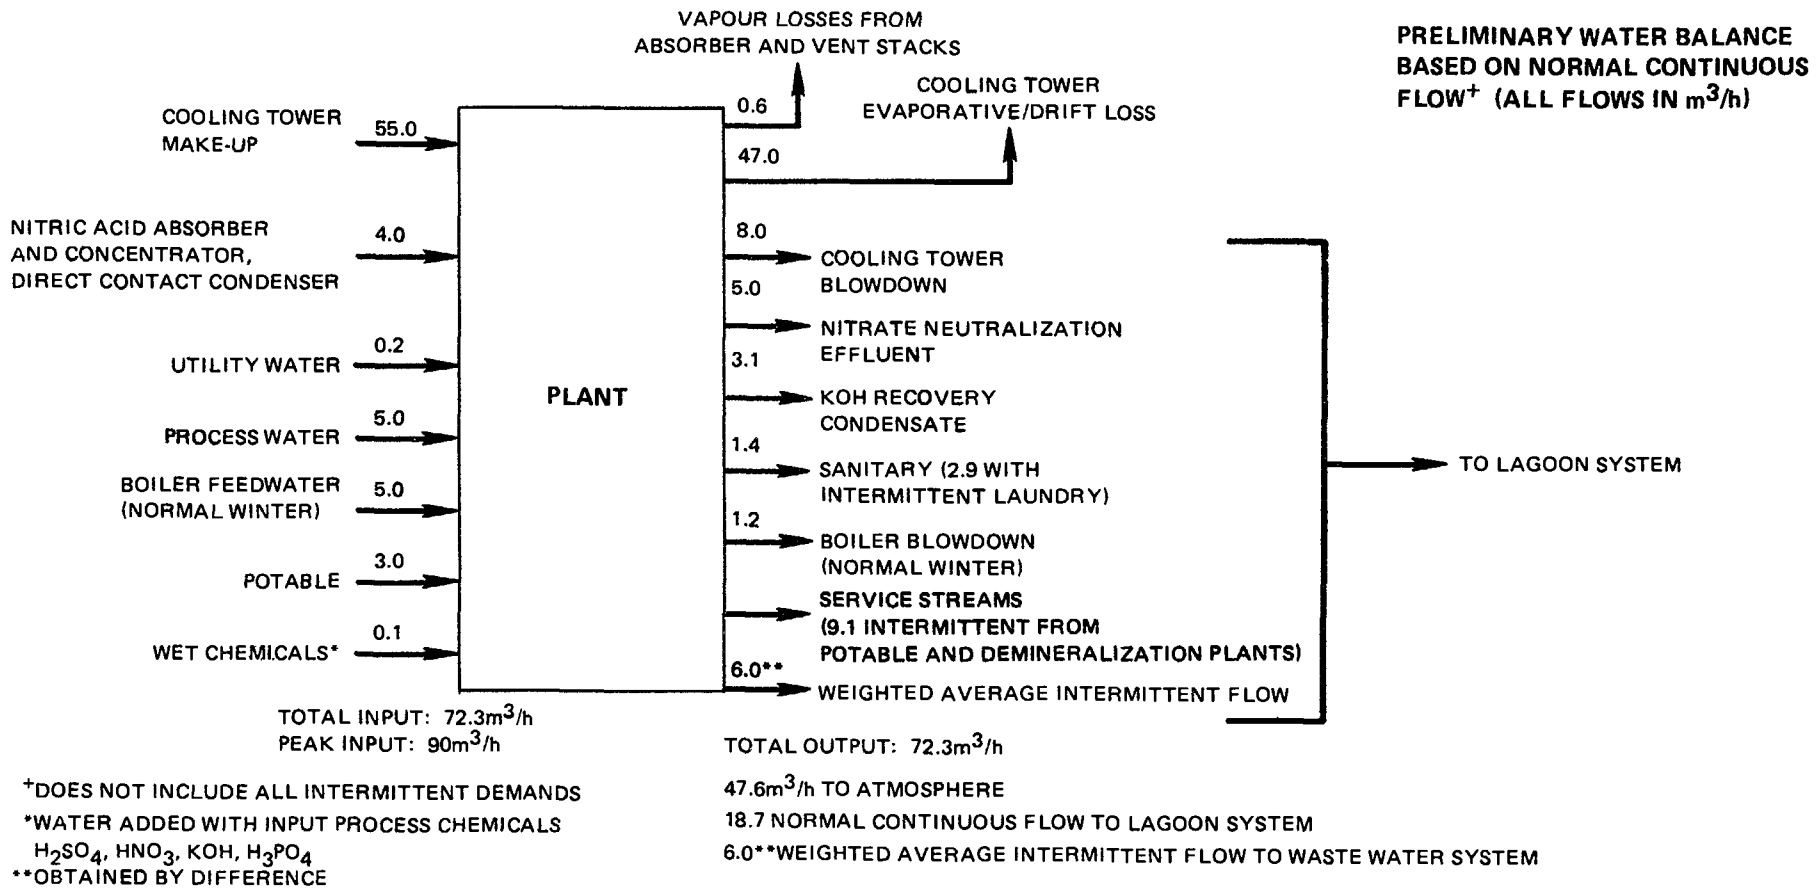 VAPOUR LOSSES FROM
ABSORBER AND VENT STACKS
PRELIMINARY WATER BALANCE
BASED ON NORMAL CONTINUOUS
FLOW⁺ (ALL FLOWS IN m³/h)
COOLING TOWER
EVAPORATIVE/DRIFT LOSS
0.6
47.0
COOLING TOWER
MAKE-UP
55.0
NITRIC ACID ABSORBER
AND CONCENTRATOR,
DIRECT CONTACT CONDENSER
4.0
UTILITY WATER
0.2
PROCESS WATER
5.0
BOILER FEEDWATER
(NORMAL WINTER)
5.0
POTABLE
3.0
WET CHEMICALS*
0.1
PLANT
8.0
COOLING TOWER
BLOWDOWN
5.0
NITRATE NEUTRALIZATION
EFFLUENT
3.1
KOH RECOVERY
CONDENSATE
1.4
SANITARY (2.9 WITH
INTERMITTENT LAUNDRY)
1.2
BOILER BLOWDOWN
(NORMAL WINTER)
SERVICE STREAMS
(9.1 INTERMITTENT FROM
POTABLE AND DEMINERALIZATION PLANTS)
6.0**
WEIGHTED AVERAGE INTERMITTENT FLOW
TO LAGOON SYSTEM
TOTAL INPUT: 72.3m³/h
PEAK INPUT: 90m³/h
⁺DOES NOT INCLUDE ALL INTERMITTENT DEMANDS
*WATER ADDED WITH INPUT PROCESS CHEMICALS
H₂SO₄, HNO₃, KOH, H₃PO₄
**OBTAINED BY DIFFERENCE
TOTAL OUTPUT: 72.3m³/h
47.6m³/h TO ATMOSPHERE
18.7 NORMAL CONTINUOUS FLOW TO LAGOON SYSTEM
6.0**WEIGHTED AVERAGE INTERMITTENT FLOW TO WASTE WATER SYSTEM